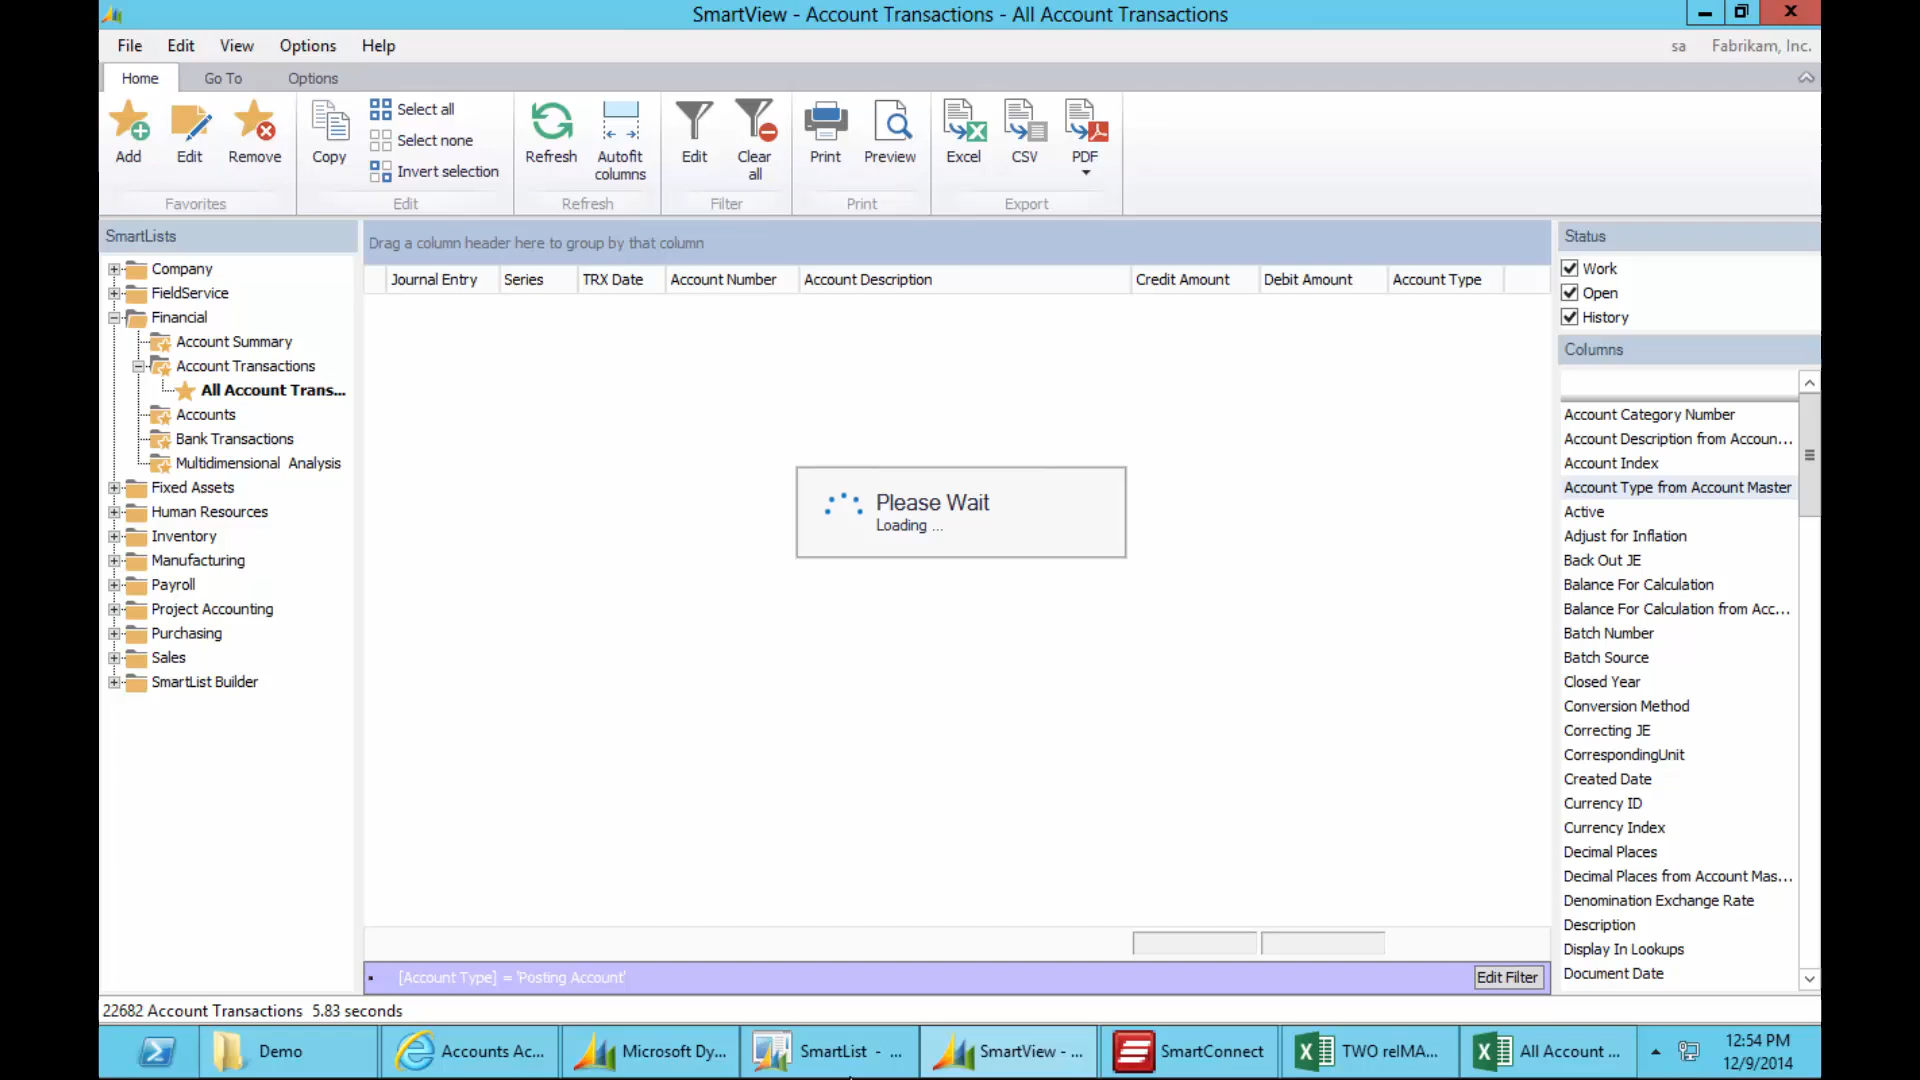 SmartView - Account Transactions - All Account Transactions
File Edit View Options Help
sa Fabrikam, Inc.
Home Go To Options
Add Edit Remove
Favorites
Copy
Select all
Select none
Invert selection
Edit
Refresh Autofit columns
Refresh
Edit Clear all
Filter
Print Preview
Print
Excel CSV PDF
Export
SmartLists
Company
FieldService
Financial
Account Summary
Account Transactions
All Account Trans...
Accounts
Bank Transactions
Multidimensional Analysis
Fixed Assets
Human Resources
Inventory
Manufacturing
Payroll
Project Accounting
Purchasing
Sales
SmartList Builder
Drag a column header here to group by that column
Journal Entry Series TRX Date Account Number Account Description Credit Amount Debit Amount Account Type
Please Wait
Loading ...
[Account Type] = 'Posting Account'
Edit Filter
Status
Work
Open
History
Columns
Account Category Number
Account Description from Accoun...
Account Index
Account Type from Account Master
Active
Adjust for Inflation
Back Out JE
Balance For Calculation
Balance For Calculation from Acc...
Batch Number
Batch Source
Closed Year
Conversion Method
Correcting JE
CorrespondingUnit
Created Date
Currency ID
Currency Index
Decimal Places
Decimal Places from Account Mas...
Denomination Exchange Rate
Description
Display In Lookups
Document Date
22682 Account Transactions 5.83 seconds
Demo
Accounts Ac...
Microsoft Dy...
SmartList - ...
SmartView - ...
SmartConnect
TWO relMA...
All Account ...
12:54 PM
12/9/2014